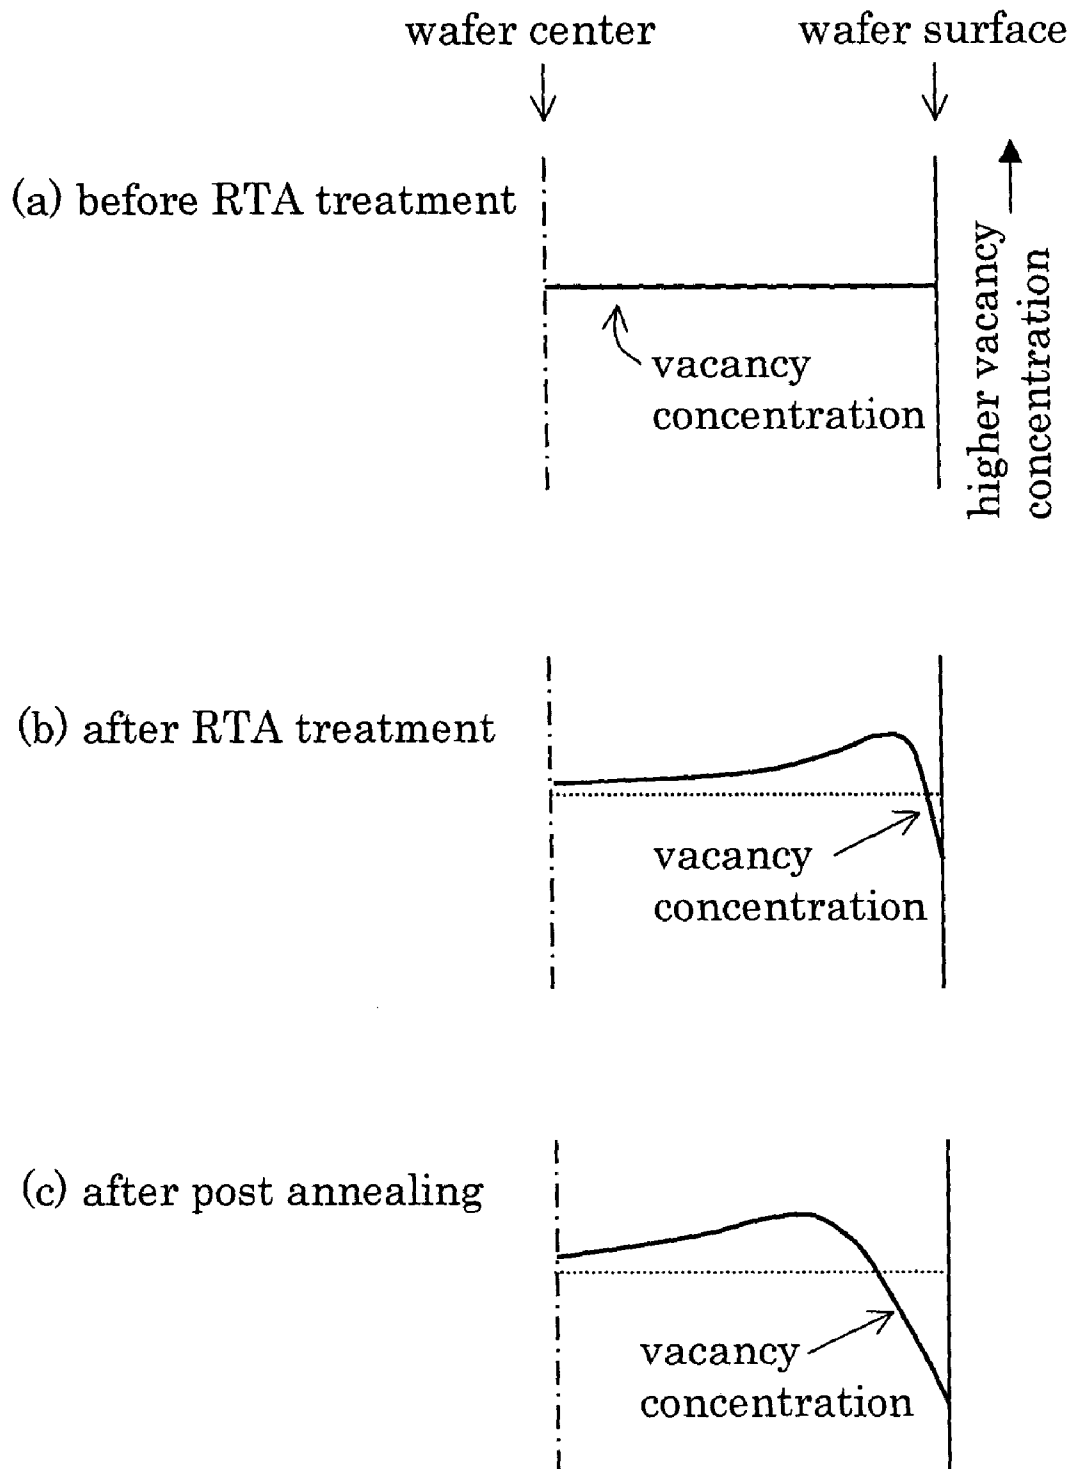 wafer center
wafer surface
(a) before RTA treatment
vacancy
concentration
higher vacancy
concentration
(b) after RTA treatment
vacancy
concentration
(c) after post annealing
vacancy
concentration